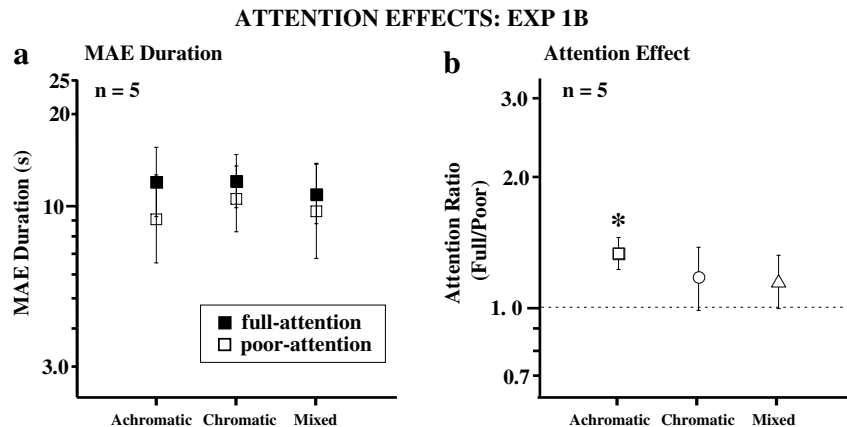 ATTENTION EFFECTS: EXP 1B
a
MAE Duration
n = 5
MAE Duration (s)
25
20
10
3.0
full-attention
poor-attention
Achromatic
Chromatic
Mixed
b
Attention Effect
n = 5
Attention Ratio
(Full/Poor)
3.0
2.0
1.0
0.7
*
Achromatic
Chromatic
Mixed